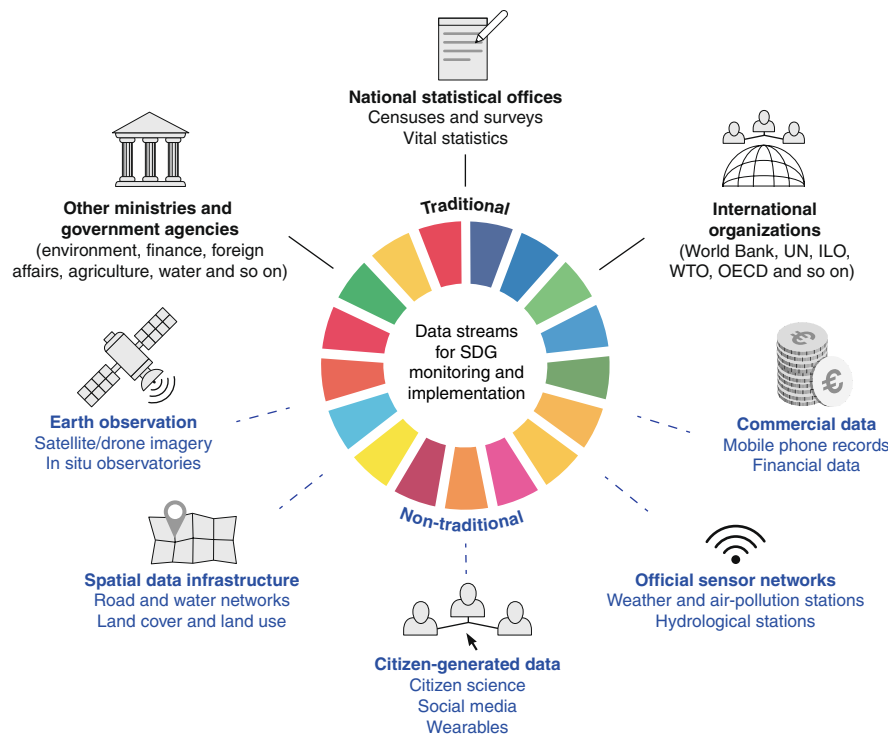 National statistical offices
Censuses and surveys
Vital statistics
Other ministries and
government agencies
(environment, finance, foreign
affairs, agriculture, water and so on)
Traditional
International
organizations
(World Bank, UN, ILO,
WTO, OECD and so on)
Data streams
for SDG
monitoring and
implementation
Earth observation
Satellite/drone imagery
In situ observatories
€
€
Commercial data
Mobile phone records
Financial data
Non-traditional
Spatial data infrastructure
Road and water networks
Land cover and land use
Official sensor networks
Weather and air-pollution stations
Hydrological stations
Citizen-generated data
Citizen science
Social media
Wearables